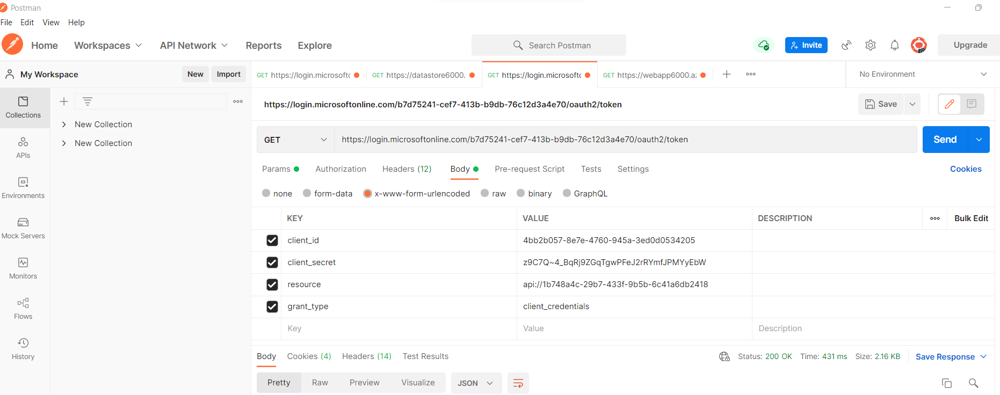 Postman
File Edit View Help
Home Workspaces API Network Reports Explore Search Postman Invite Upgrade
My Workspace New Import GET https://login.microsoftc GET https://datastore6000. GET https://login.microsoftc GET https://webapp6000.az No Environment
Collections
APIs
Environments
Mock Servers
Monitors
Flows
History
New Collection
New Collection
https://login.microsoftonline.com/b7d75241-cef7-413b-b9db-76c12d3a4e70/oauth2/token Save
GET https://login.microsoftonline.com/b7d75241-cef7-413b-b9db-76c12d3a4e70/oauth2/token Send
Params Authorization Headers (12) Body Pre-request Script Tests Settings Cookies
none form-data x-www-form-urlencoded raw binary GraphQL
KEY VALUE DESCRIPTION Bulk Edit
client_id 4bb2b057-8e7e-4760-945a-3ed0d0534205
client_secret z9C7Q~4_BqRj9ZGqTgwPFeJ2rRYmfJPMYyEbW
resource api://1b748a4c-29b7-433f-9b5b-6c41a6db2418
grant_type client_credentials
Key Value Description
Body Cookies (4) Headers (14) Test Results Status: 200 OK Time: 431 ms Size: 2.16 KB Save Response
Pretty Raw Preview Visualize JSON